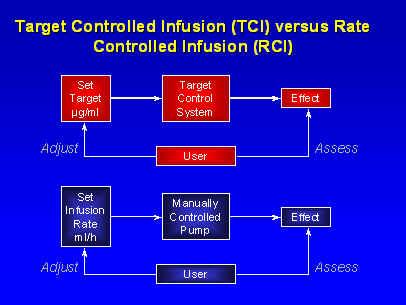 Target Controlled Infusion (TCI) versus Rate
Controlled Infusion (RCI)
Set
Target
µg/ml
Target
Control
System
Effect
Adjust
User
Assess
Set
Infusion
Rate
ml/h
Manually
Controlled
Pump
Effect
Adjust
User
Assess